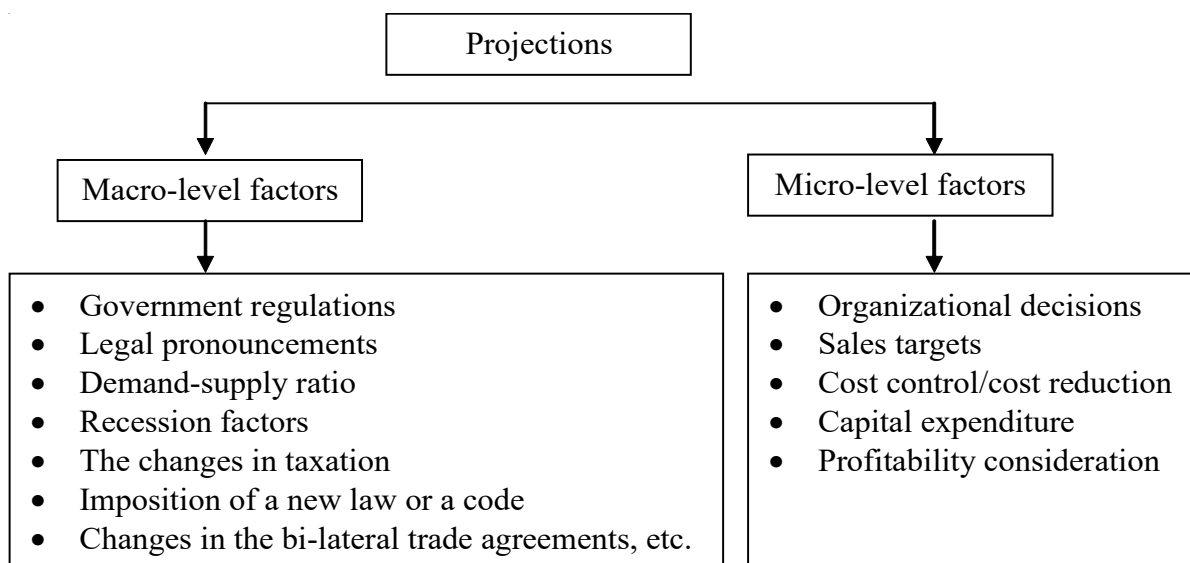 Projections
Macro-level factors
Micro-level factors
• Government regulations
• Legal pronouncements
• Demand-supply ratio
• Recession factors
• The changes in taxation
• Imposition of a new law or a code
• Changes in the bi-lateral trade agreements, etc.
• Organizational decisions
• Sales targets
• Cost control/cost reduction
• Capital expenditure
• Profitability consideration